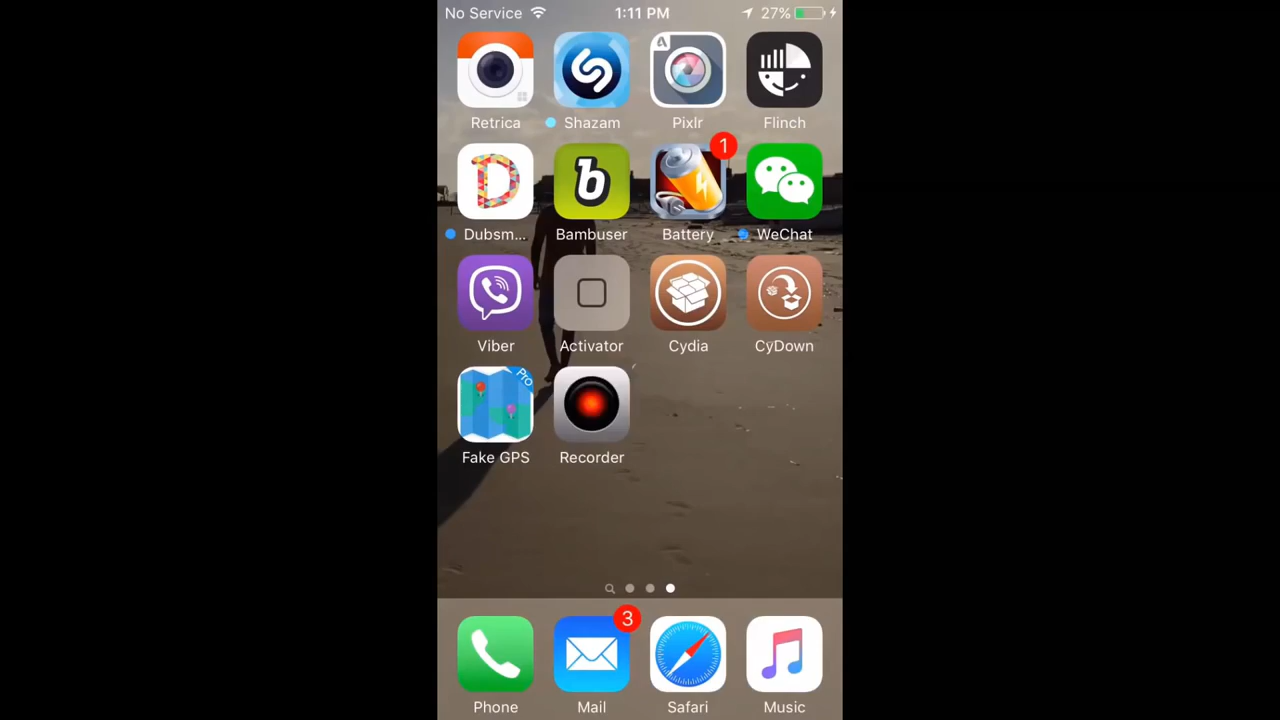 No Service 1:11 PM 27%
Retrica Shazam Pixlr Flinch
1
Dubsm... Bambuser Battery WeChat
Viber Activator Cydia CÿDown
Pro
Fake GPS Recorder
3
Phone Mail Safari Music